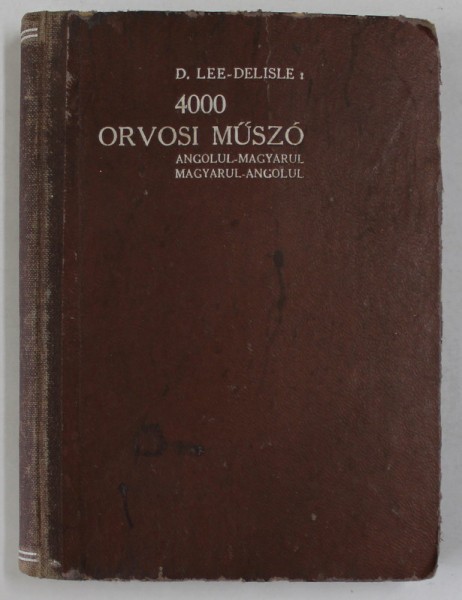 D. LEE-DELISLE :
4000
ORVOSI MŰSZÓ
ANGOLUL-MAGYARUL
MAGYARUL-ANGOLUL